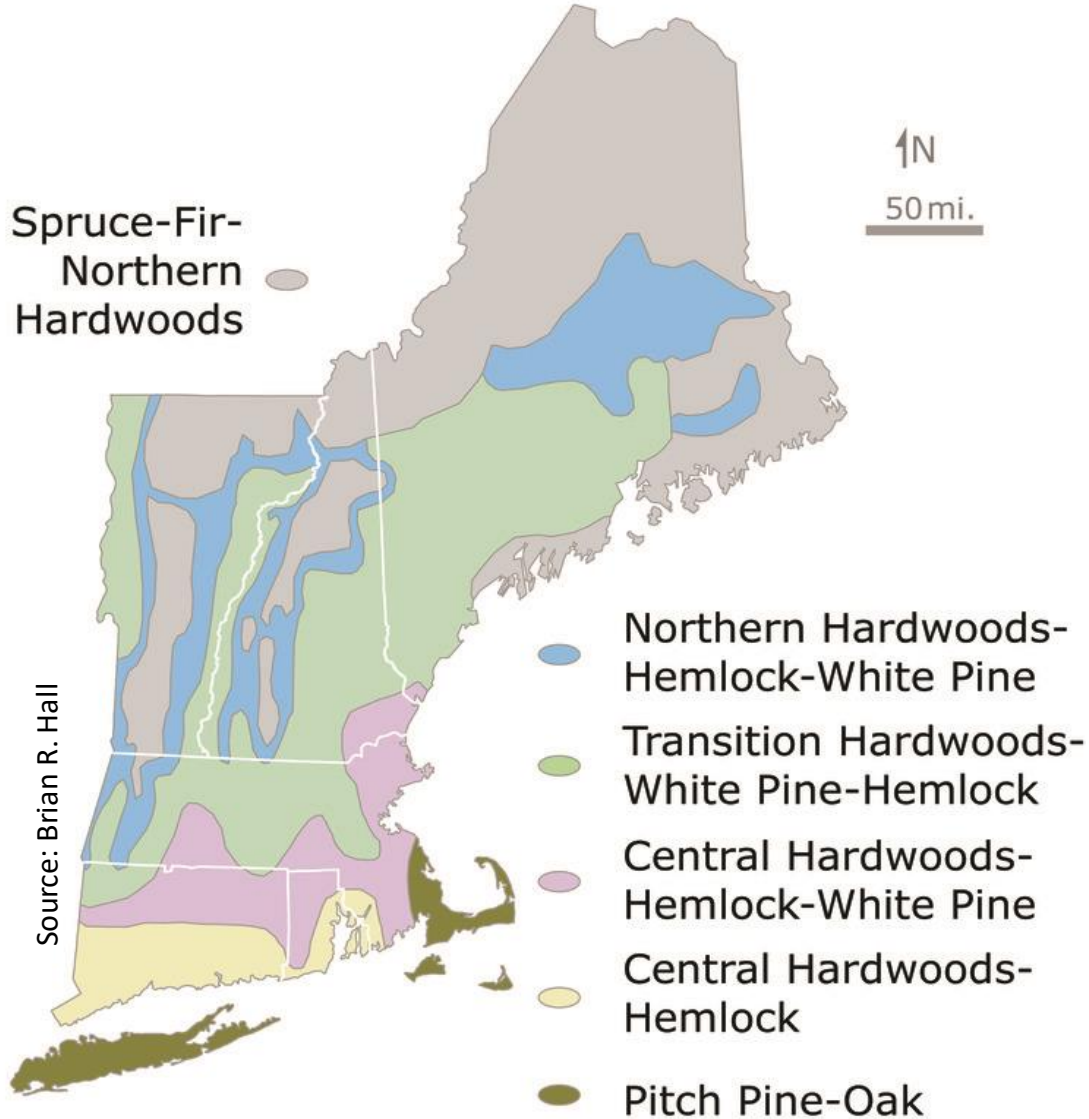 N
50 mi.
Spruce-Fir-
Northern
Hardwoods
Northern Hardwoods-
Hemlock-White Pine
Transition Hardwoods-
White Pine-Hemlock
Central Hardwoods-
Hemlock-White Pine
Central Hardwoods-
Hemlock
Pitch Pine-Oak
Source: Brian R. Hall